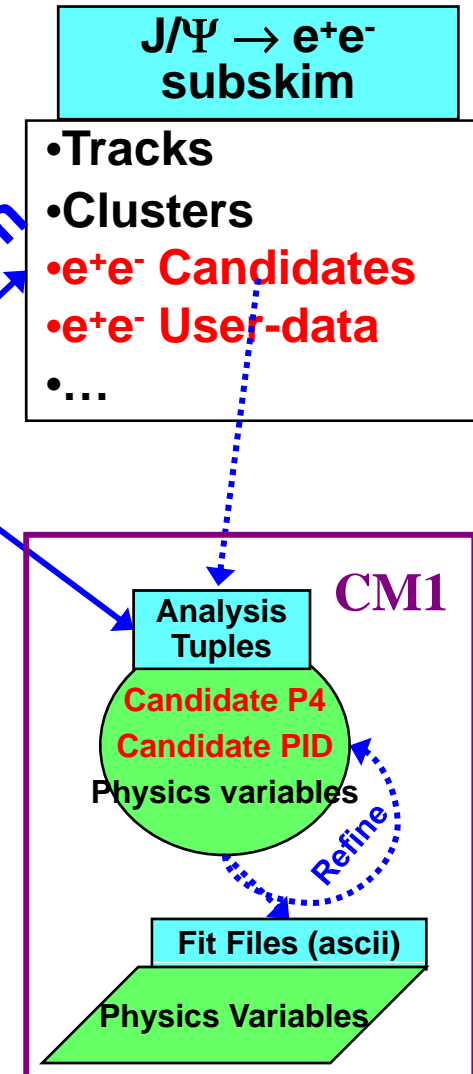 J/Ψ → e⁺e⁻
subskim
•Tracks
•Clusters
•e⁺e⁻ Candidates
•e⁺e⁻ User-data
•…
CM1
Analysis
Tuples
Candidate P4
Candidate PID
Physics variables
Refine
Fit Files (ascii)
Physics Variables